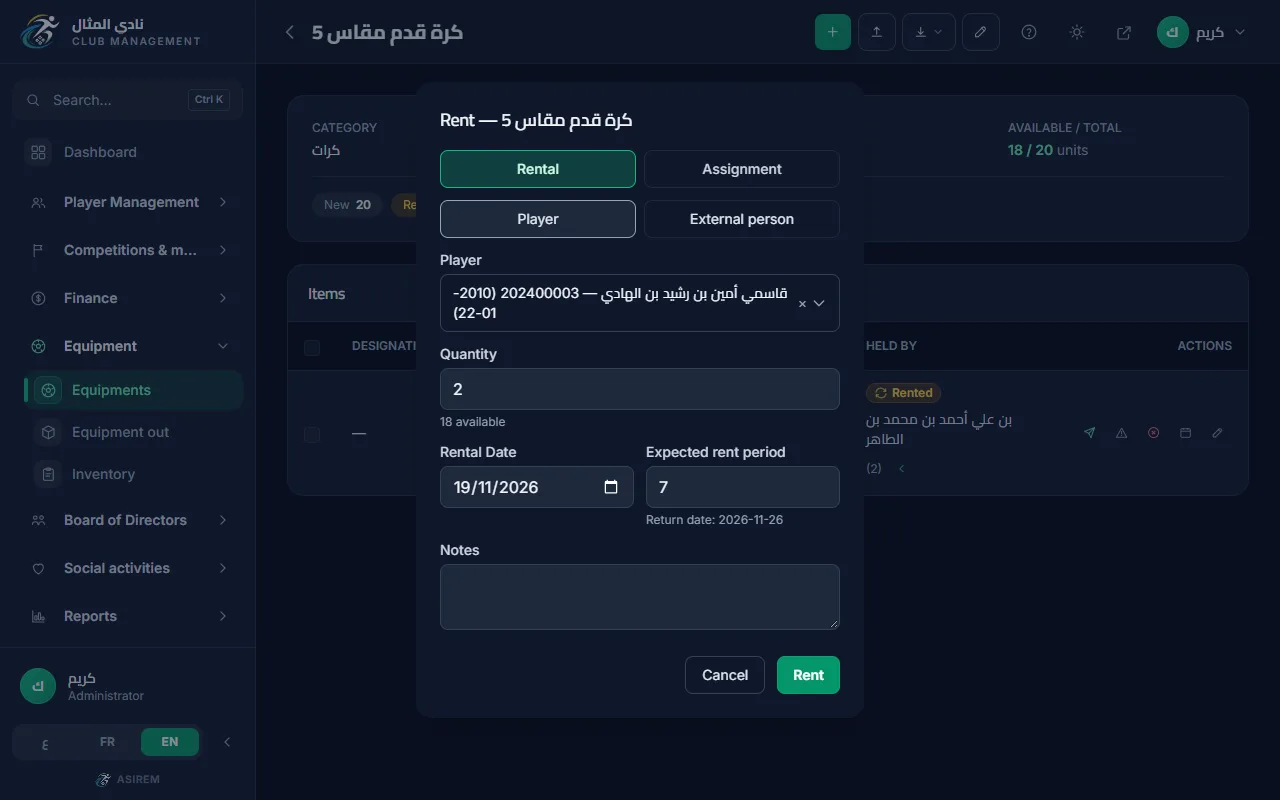 نادي المثال
CLUB MANAGEMENT
Search...
Ctrl K
Dashboard
Player Management
Competitions & m...
Finance
Equipment
Equipments
Equipment out
Inventory
Board of Directors
Social activities
Reports
ك
كريم
Administrator
ع
FR
EN
ASIREM
كرة قدم مقاس 5
ك
كريم
CATEGORY
كرات
AVAILABLE / TOTAL
18 / 20 units
New 20
Items
HELD BY
ACTIONS
—
Rented
بن علي أحمد بن محمد بن
الطاهر
(2)
Rent — كرة قدم مقاس 5
Rental
Assignment
Player
External person
Player
قاسمي أمين بن رشيد بن الهادي — 202400003 (2010-
01-22)
×
Quantity
2
18 available
Rental Date
19/11/2026
Expected rent period
7
Return date: 2026-11-26
Notes
Cancel
Rent